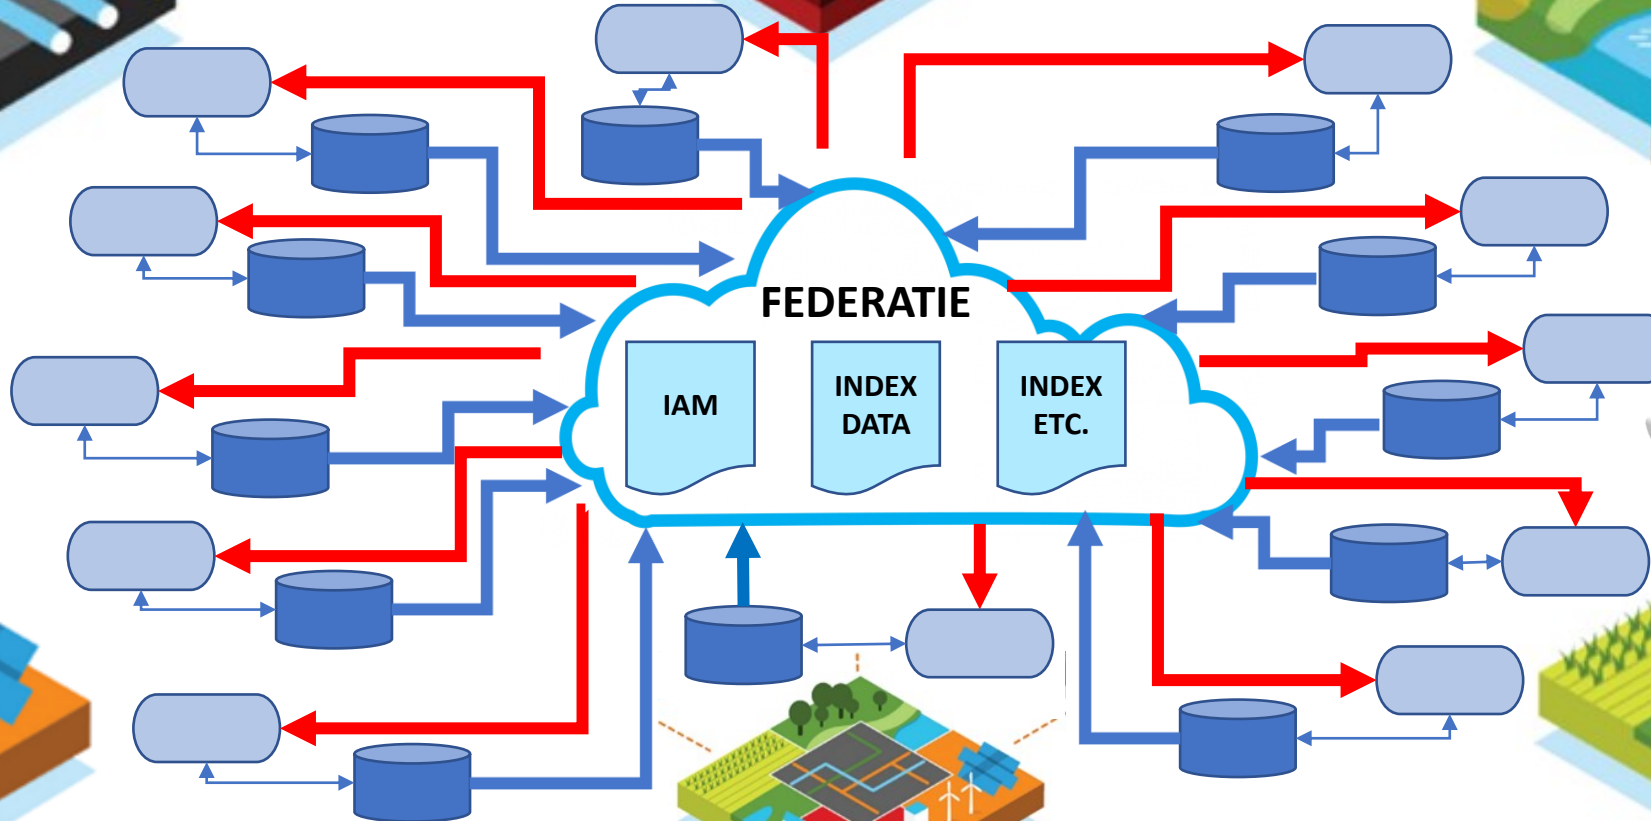 FEDERATIE
IAM
INDEX
DATA
INDEX
ETC.